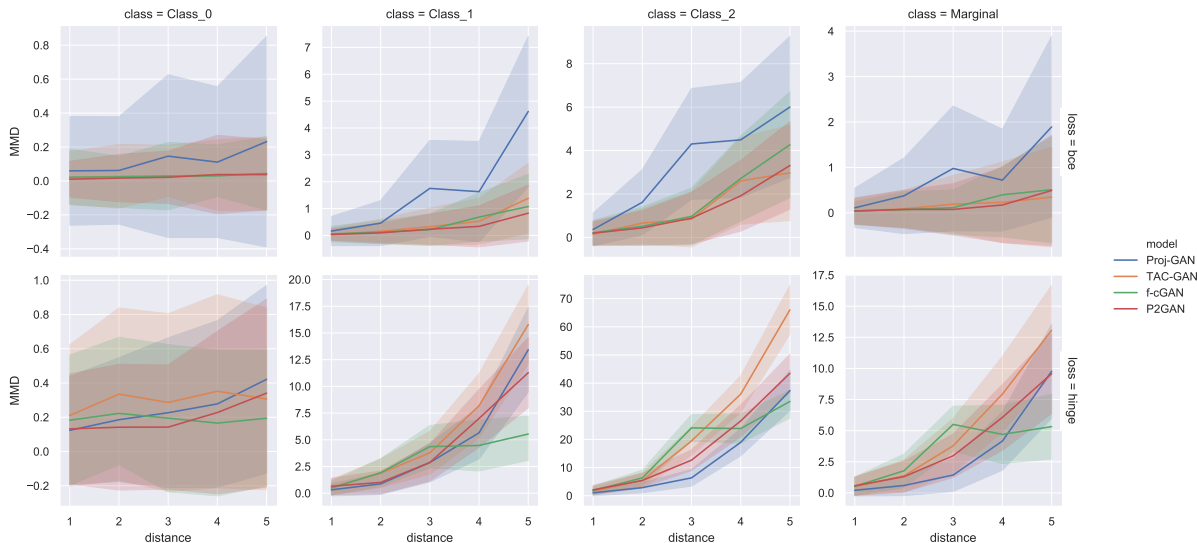 class = Class_0
class = Class_1
class = Class_2
class = Marginal
0.8
0.6
0.4
0.2
0.0
−0.2
−0.4
MMD
7
6
5
4
3
2
1
0
8
6
4
2
0
4
3
2
1
0
loss = bce
1.0
0.8
0.6
0.4
0.2
0.0
−0.2
MMD
20.0
17.5
15.0
12.5
10.0
7.5
5.0
2.5
0.0
70
60
50
40
30
20
10
0
17.5
15.0
12.5
10.0
7.5
5.0
2.5
0.0
loss = hinge
model
Proj-GAN
TAC-GAN
f-cGAN
P2GAN
1 2 3 4 5
1 2 3 4 5
1 2 3 4 5
1 2 3 4 5
distance
distance
distance
distance